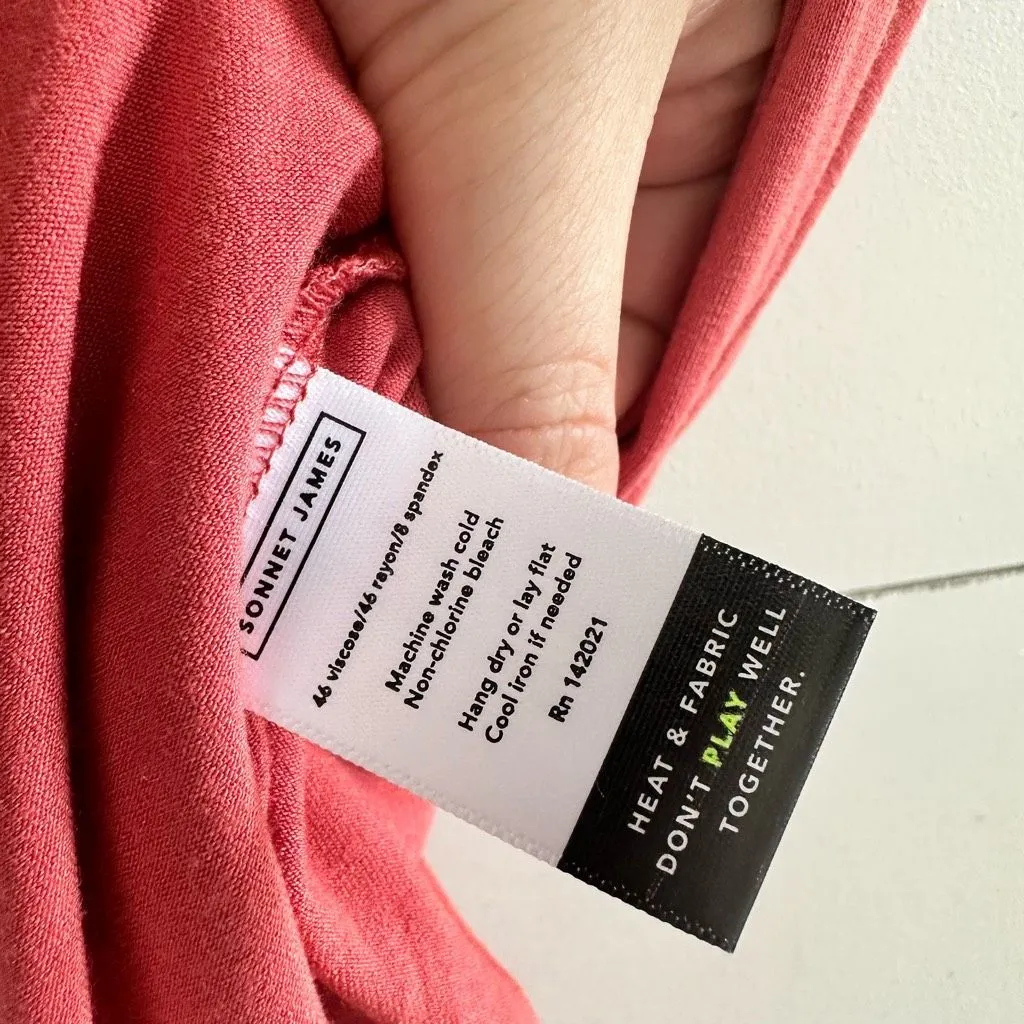 SONNET JAMES
46 viscose/46 rayon/8 spandex
Machine wash cold
Non-chlorine bleach
Hang dry or lay flat
Cool iron if needed
Rn 142021
HEAT & FABRIC
DON'T PLAY WELL
TOGETHER.